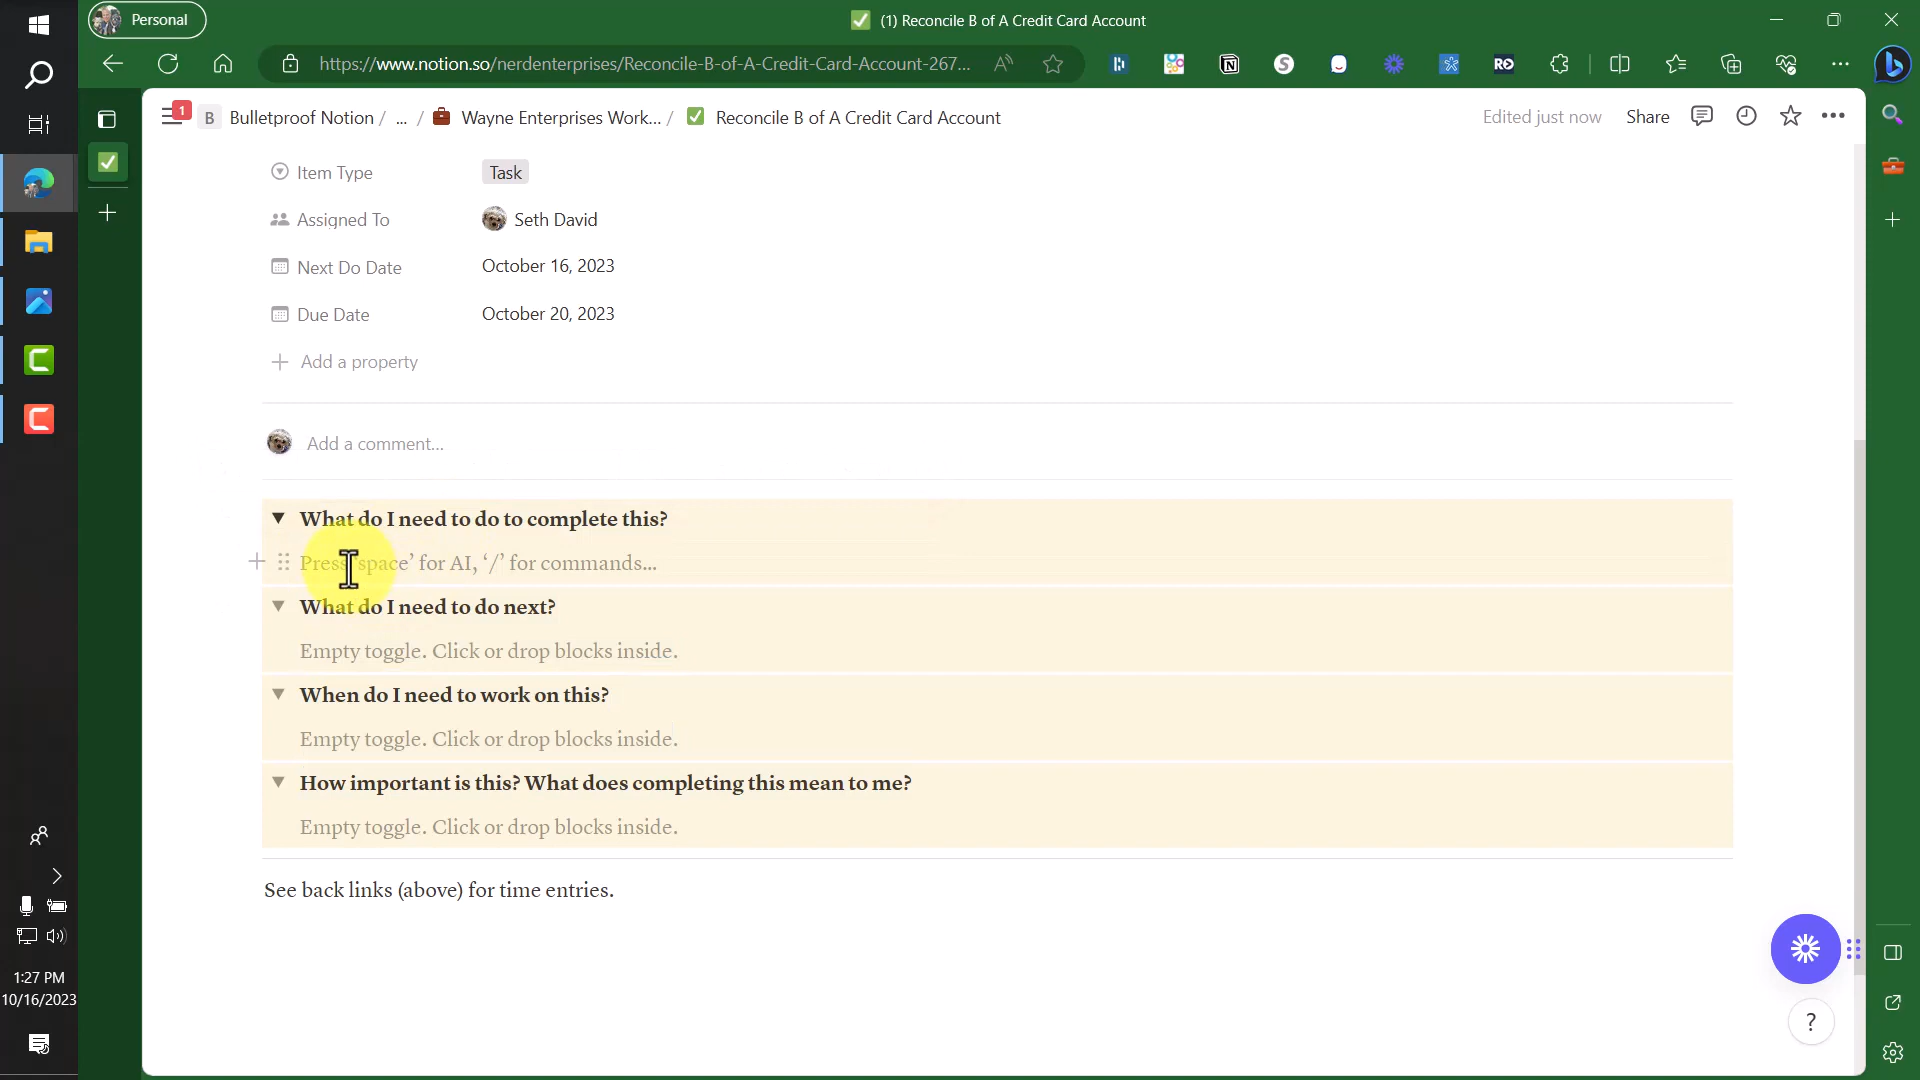 Personal
(1) Reconcile B of A Credit Card Account
https://www.notion.so/nerdenterprises/Reconcile-B-of-A-Credit-Card-Account-267...
1
B Bulletproof Notion / ... / Wayne Enterprises Work... / Reconcile B of A Credit Card Account
Edited just now Share
Item Type Task
Assigned To Seth David
Next Do Date October 16, 2023
Due Date October 20, 2023
Add a property
Add a comment...
What do I need to do to complete this?
Press ‘space’ for AI, ‘/’ for commands...
What do I need to do next?
Empty toggle. Click or drop blocks inside.
When do I need to work on this?
Empty toggle. Click or drop blocks inside.
How important is this? What does completing this mean to me?
Empty toggle. Click or drop blocks inside.
See back links (above) for time entries.
1:27 PM
10/16/2023
?